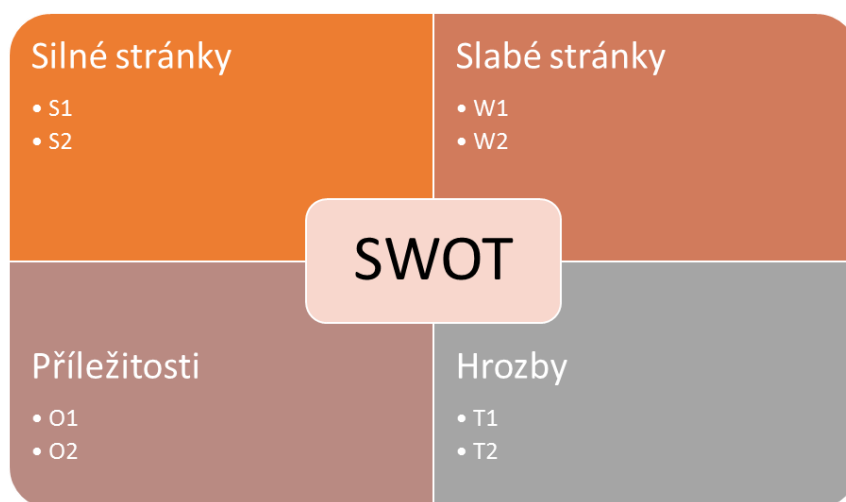 Silné stránky
• S1
• S2
Slabé stránky
• W1
• W2
SWOT
Příležitosti
• O1
• O2
Hrozby
• T1
• T2